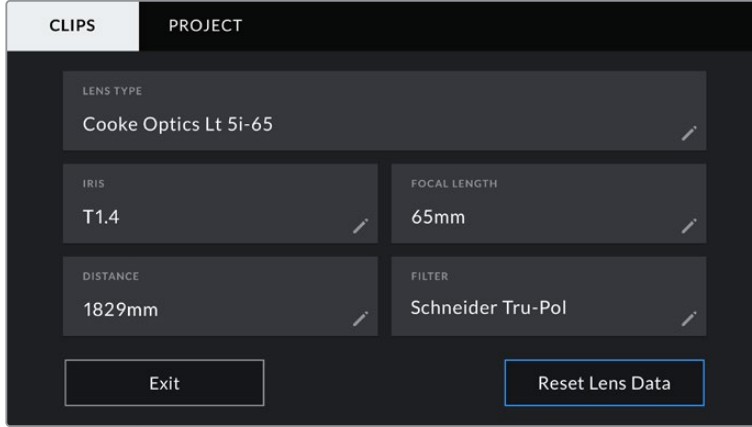 CLIPS PROJECT
LENS TYPE
Cooke Optics Lt 5i-65
IRIS FOCAL LENGTH
T1.4 65mm
DISTANCE FILTER
1829mm Schneider Tru-Pol
Exit Reset Lens Data